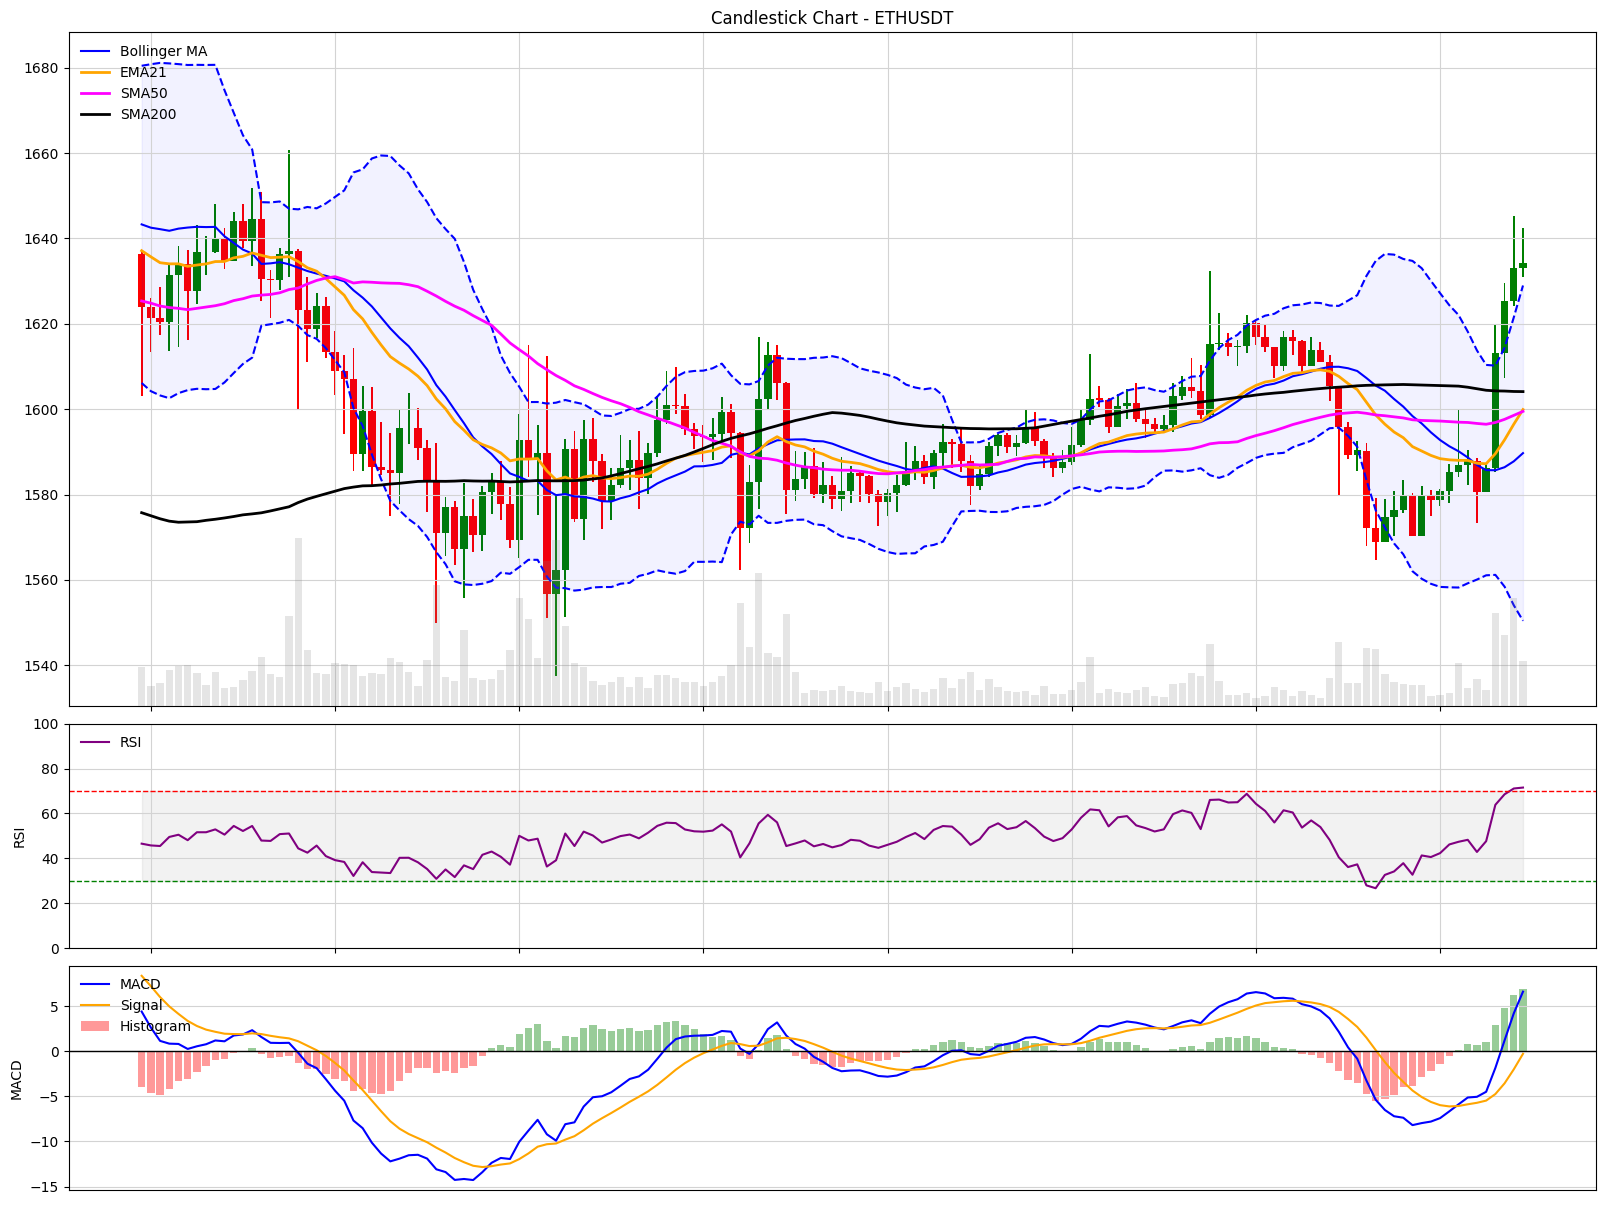 Candlestick Chart - ETHUSDT
Bollinger MA
EMA21
SMA50
SMA200
1680
1660
1640
1620
1600
1580
1560
1540
RSI
RSI
100
80
60
40
20
0
MACD
MACD
Signal
Histogram
5
0
−5
−10
−15